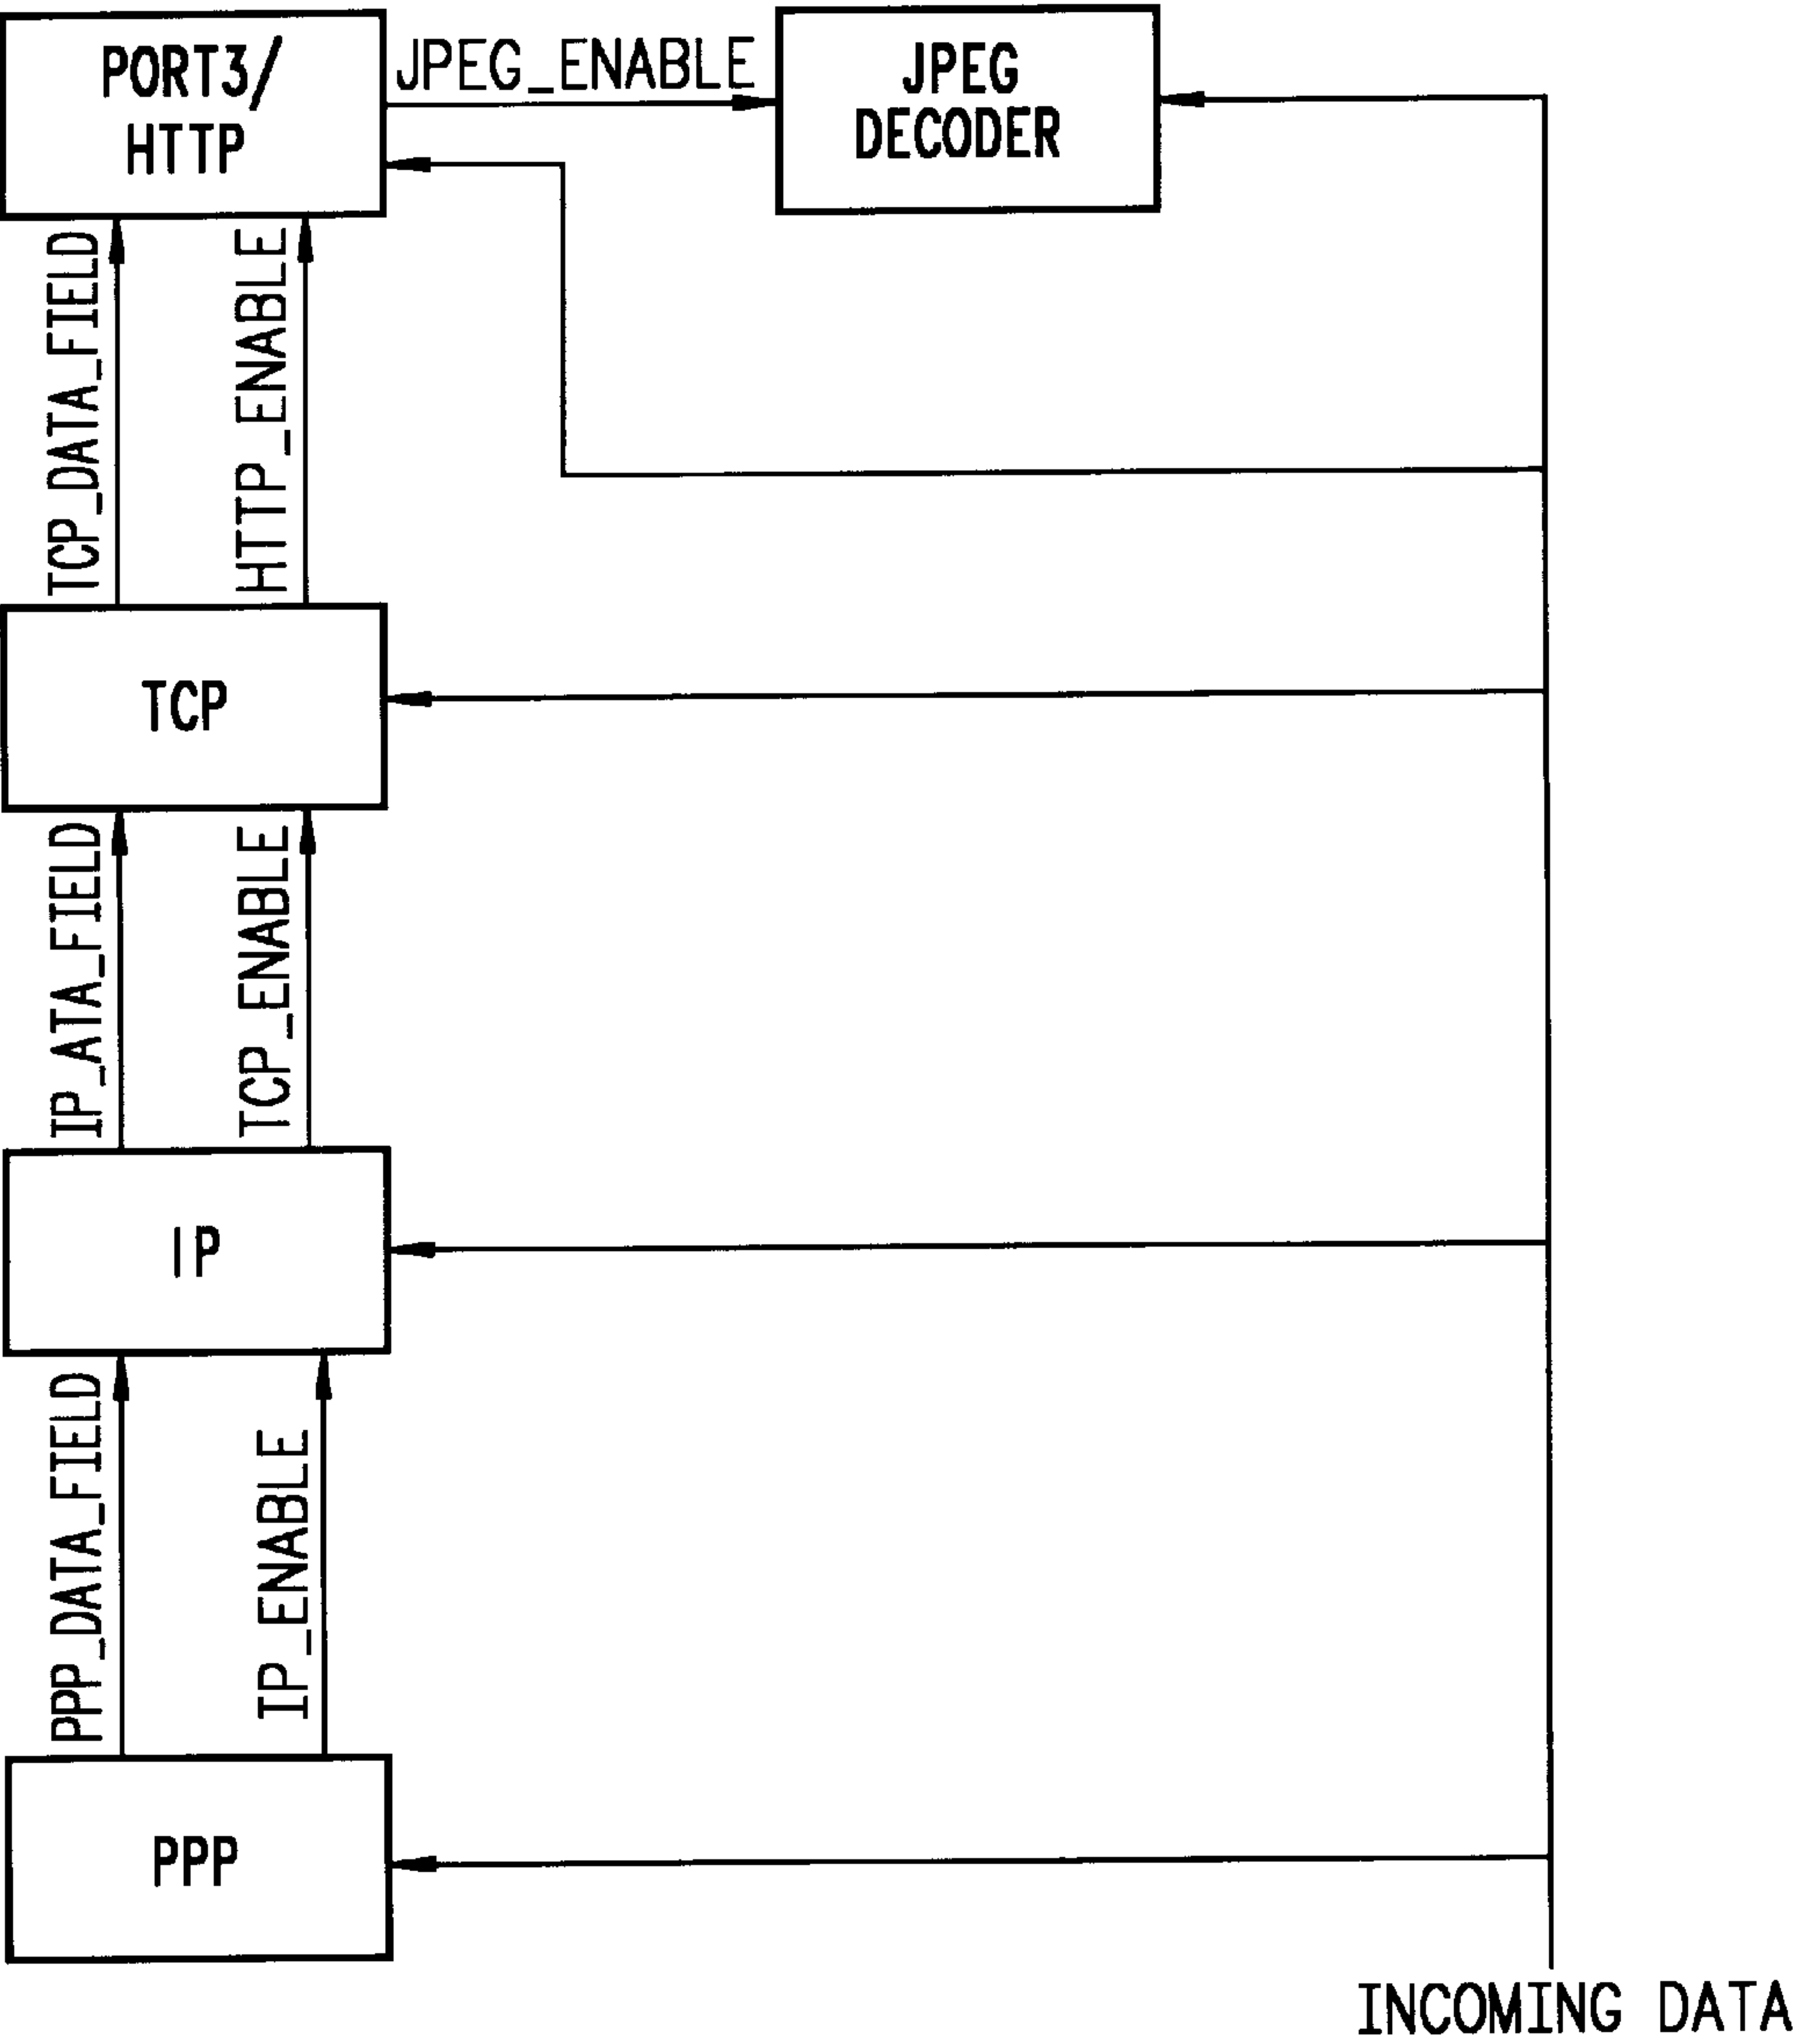 PORT3/
HTTP
JPEG_ENABLE
JPEG
DECODER
TCP_DATA_FIELD
HTTP_ENABLE
TCP
IP_ATA_FIELD
TCP_ENABLE
IP
PPP_DATA_FIELD
IP_ENABLE
PPP
INCOMING DATA